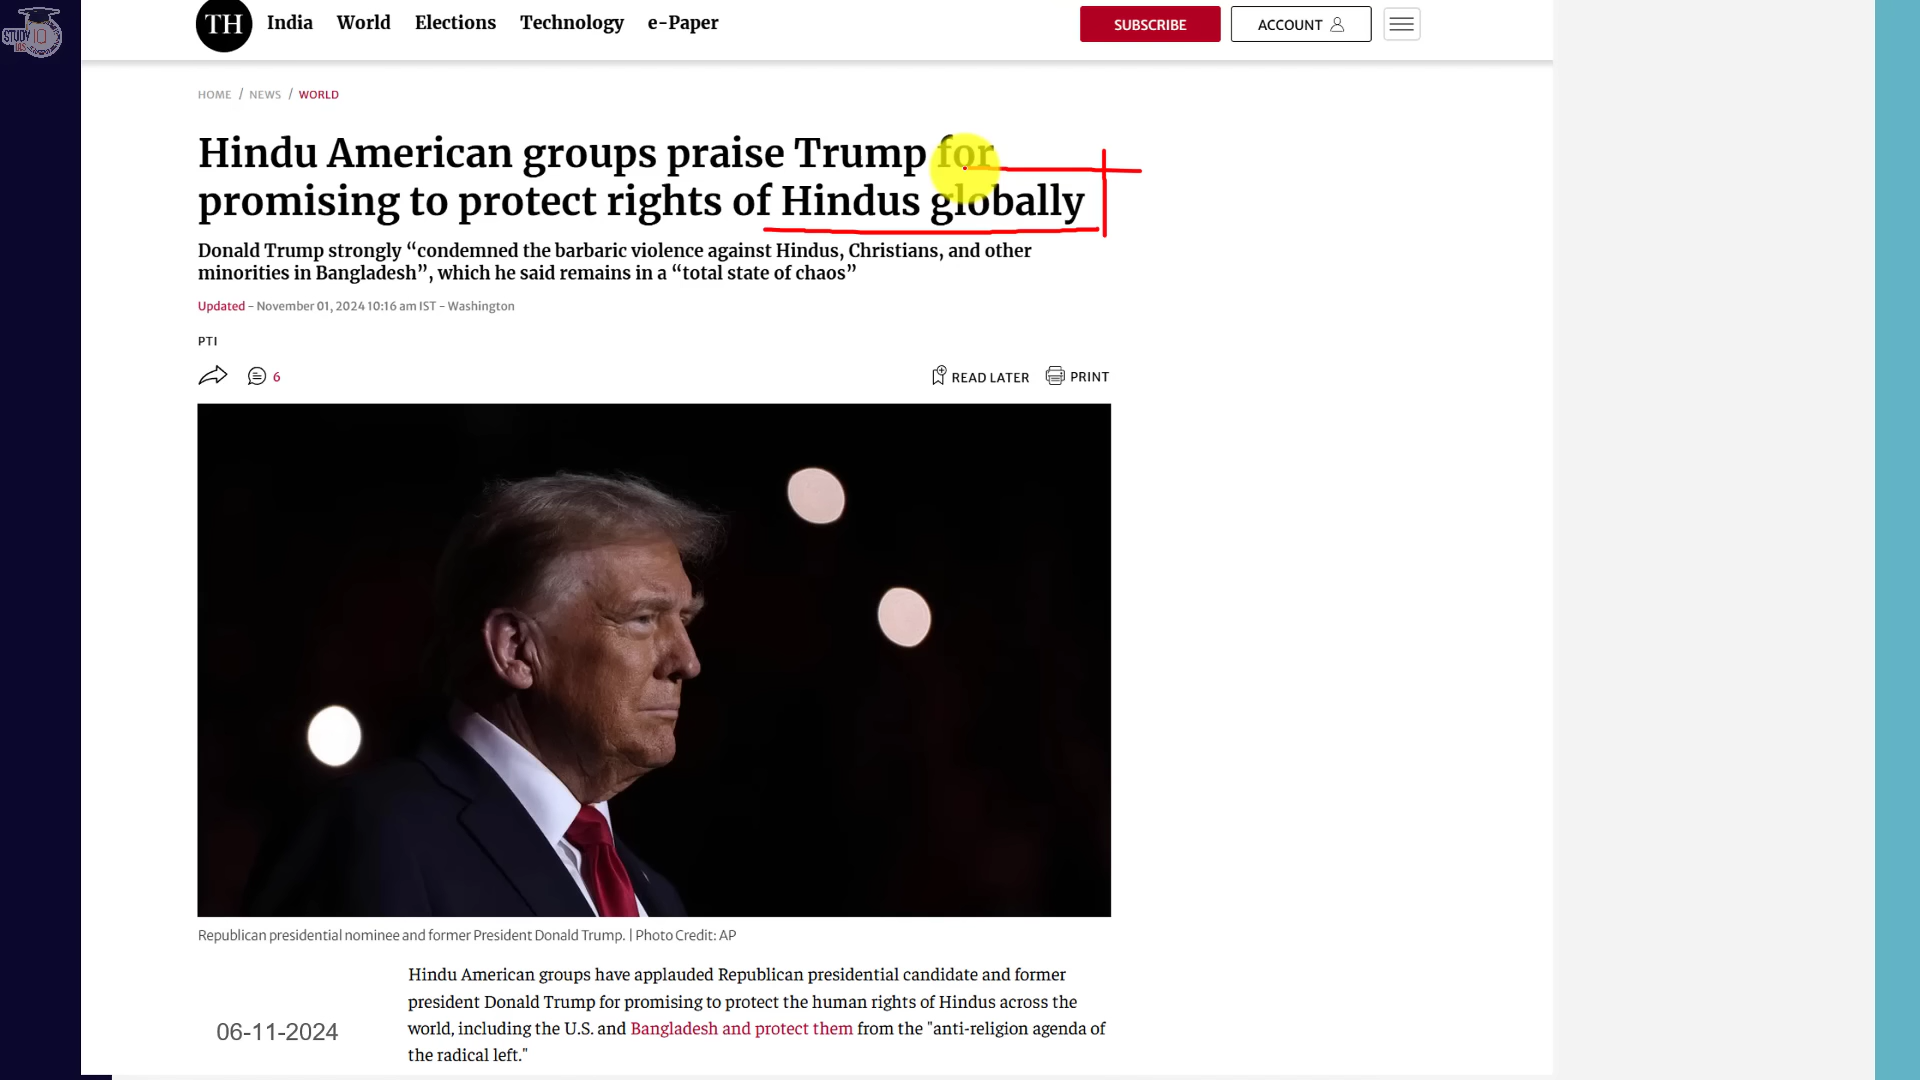 STUDY IQ
IAS
TH India World Elections Technology e-Paper SUBSCRIBE ACCOUNT
HOME / NEWS / WORLD
Hindu American groups praise Trump for
promising to protect rights of Hindus globally
Donald Trump strongly “condemned the barbaric violence against Hindus, Christians, and other
minorities in Bangladesh”, which he said remains in a “total state of chaos”
Updated - November 01, 2024 10:16 am IST - Washington
PTI
6 READ LATER PRINT
Republican presidential nominee and former President Donald Trump. | Photo Credit: AP
Hindu American groups have applauded Republican presidential candidate and former
president Donald Trump for promising to protect the human rights of Hindus across the
world, including the U.S. and Bangladesh and protect them from the "anti-religion agenda of
the radical left."
06-11-2024